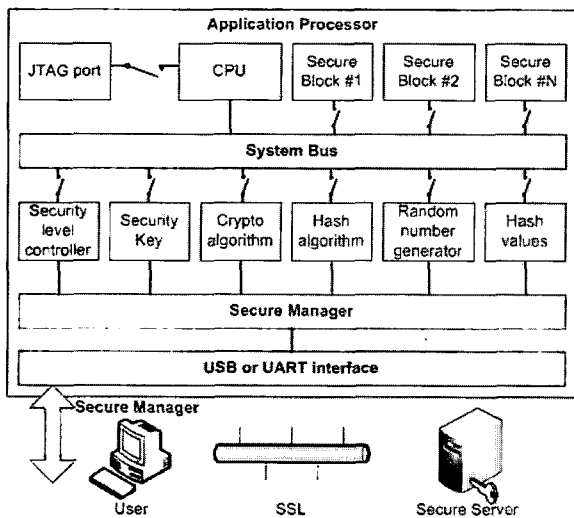 Application Processor
JTAG port
CPU
Secure
Block #1
Secure
Block #2
Secure
Block #N
System Bus
Security
level
controller
Security
Key
Crypto
algorithm
Hash
algorithm
Random
number
generator
Hash
values
Secure Manager
USB or UART interface
Secure Manager
User
SSL
Secure Server